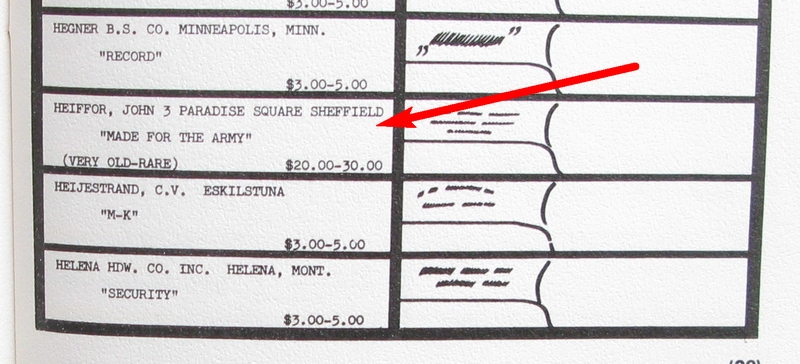 $3.00-5.00
HEGNER B.S. CO. MINNEAPOLIS, MINN.
"RECORD"
$3.00-5.00
HEIFFOR, JOHN 3 PARADISE SQUARE SHEFFIELD
"MADE FOR THE ARMY"
(VERY OLD-RARE) $20.00-30.00
HEIJESTRAND, C.V. ESKILSTUNA
"M-K"
$3.00-5.00
HELENA HDW. CO. INC. HELENA, MONT.
"SECURITY"
$3.00-5.00